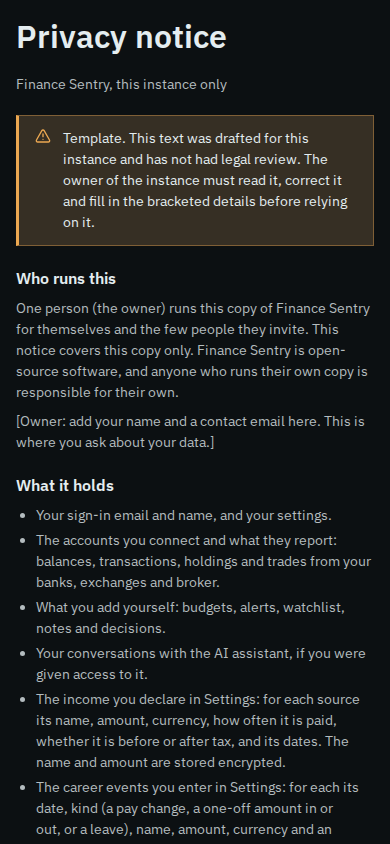 Privacy notice
Finance Sentry, this instance only
Template. This text was drafted for this
instance and has not had legal review. The
owner of the instance must read it, correct it
and fill in the bracketed details before relying
on it.
Who runs this
One person (the owner) runs this copy of Finance Sentry
for themselves and the few people they invite. This
notice covers this copy only. Finance Sentry is open-
source software, and anyone who runs their own copy is
responsible for their own.
[Owner: add your name and a contact email here. This is
where you ask about your data.]
What it holds
• Your sign-in email and name, and your settings.
• The accounts you connect and what they report:
balances, transactions, holdings and trades from your
banks, exchanges and broker.
• What you add yourself: budgets, alerts, watchlist,
notes and decisions.
• Your conversations with the AI assistant, if you were
given access to it.
• The income you declare in Settings: for each source
its name, amount, currency, how often it is paid,
whether it is before or after tax, and its dates. The
name and amount are stored encrypted.
• The career events you enter in Settings: for each its
date, kind (a pay change, a one-off amount in or
out, or a leave), name, amount, currency and an